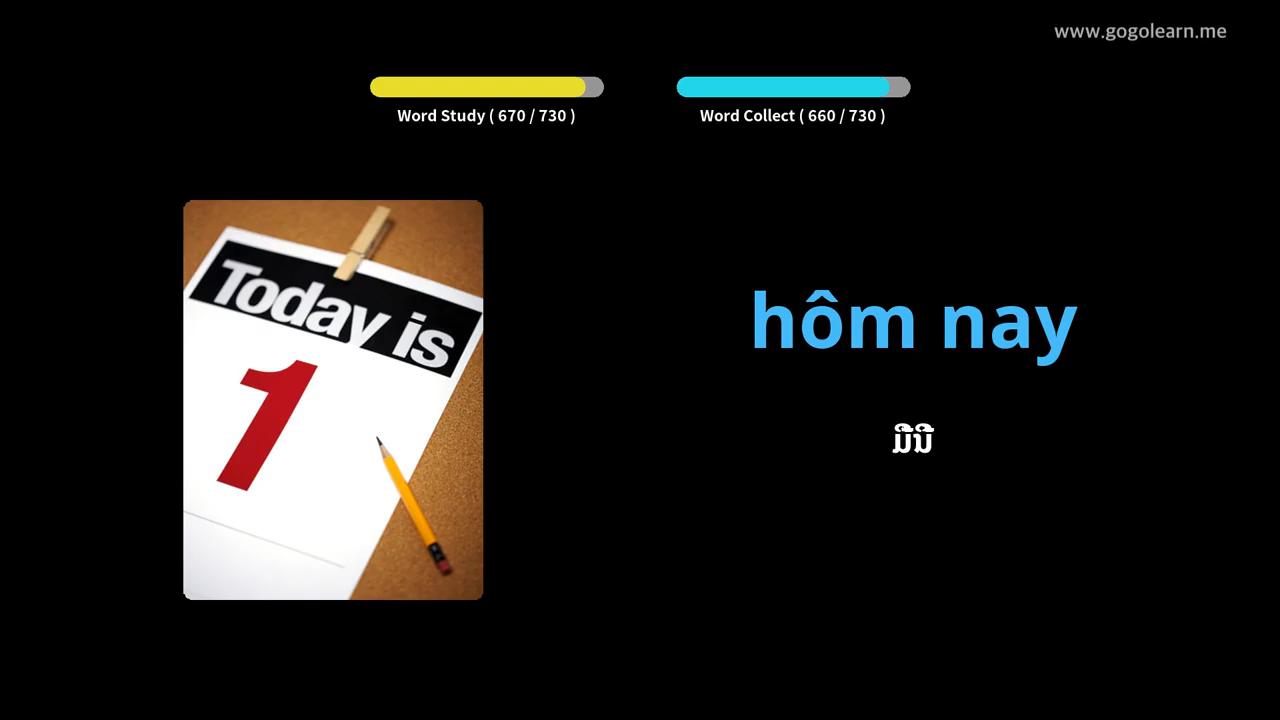 www.gogolearn.me
Word Study ( 670 / 730 )
Word Collect ( 660 / 730 )
Today is
1
hôm nay
ມື້ນີ້